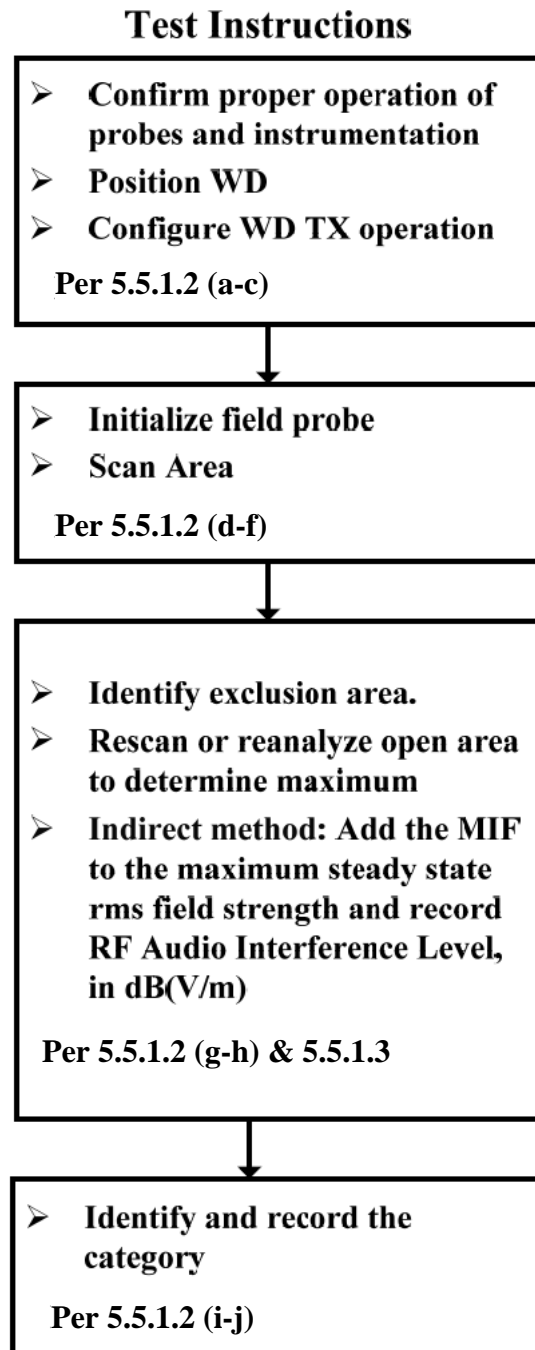 Test Instructions
➢ Confirm proper operation of
probes and instrumentation
➢ Position WD
➢ Configure WD TX operation
Per 5.5.1.2 (a-c)
➢ Initialize field probe
➢ Scan Area
Per 5.5.1.2 (d-f)
➢ Identify exclusion area.
➢ Rescan or reanalyze open area
to determine maximum
➢ Indirect method: Add the MIF
to the maximum steady state
rms field strength and record
RF Audio Interference Level,
in dB(V/m)
Per 5.5.1.2 (g-h) & 5.5.1.3
➢ Identify and record the
category
Per 5.5.1.2 (i-j)